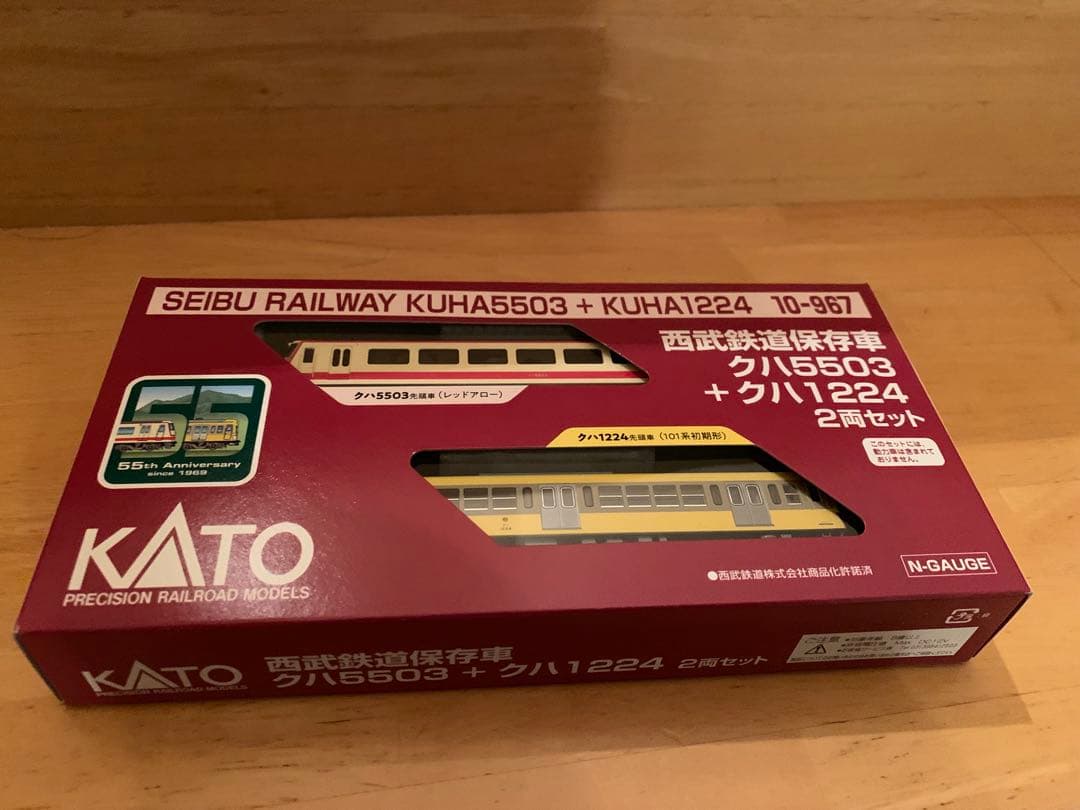 SEIBU RAILWAY KUHA5503 + KUHA1224 10-967
西武鉄道保存車
クハ5503
+クハ1224
2両セット
このセットには、
動力車は含まれて
おりません。
クハ5503先頭車（レッドアロー）
クハ1224先頭車（101系初期形）
55
55th Anniversary
since 1969
KATO
PRECISION RAILROAD MODELS
●西武鉄道株式会社商品化許諾済
N-GAUGE
KATO
PRECISION RAILROAD MODELS
西武鉄道保存車
クハ5503 + クハ1224 2両セット
ご注意
プラ